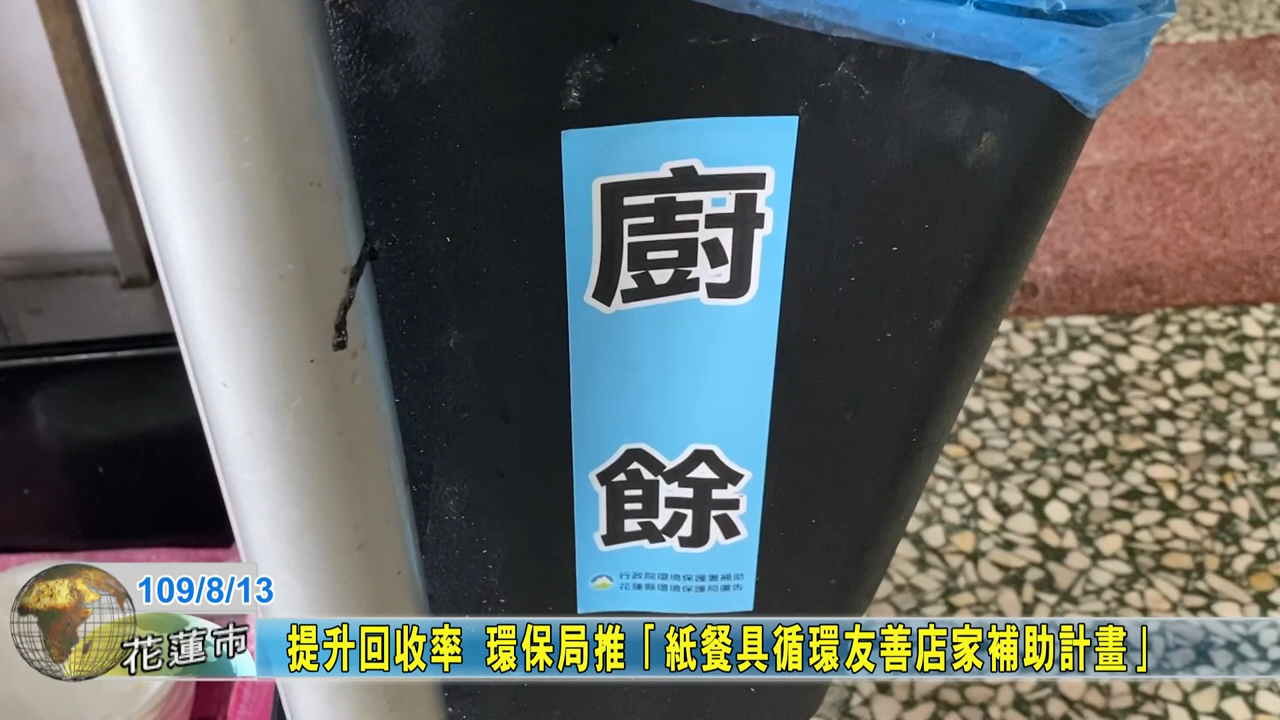 廚
餘
行政院環境保護署補助
花蓮縣環境保護局廣告
109/8/13
花蓮市
提升回收率 環保局推「紙餐具循環友善店家補助計畫」